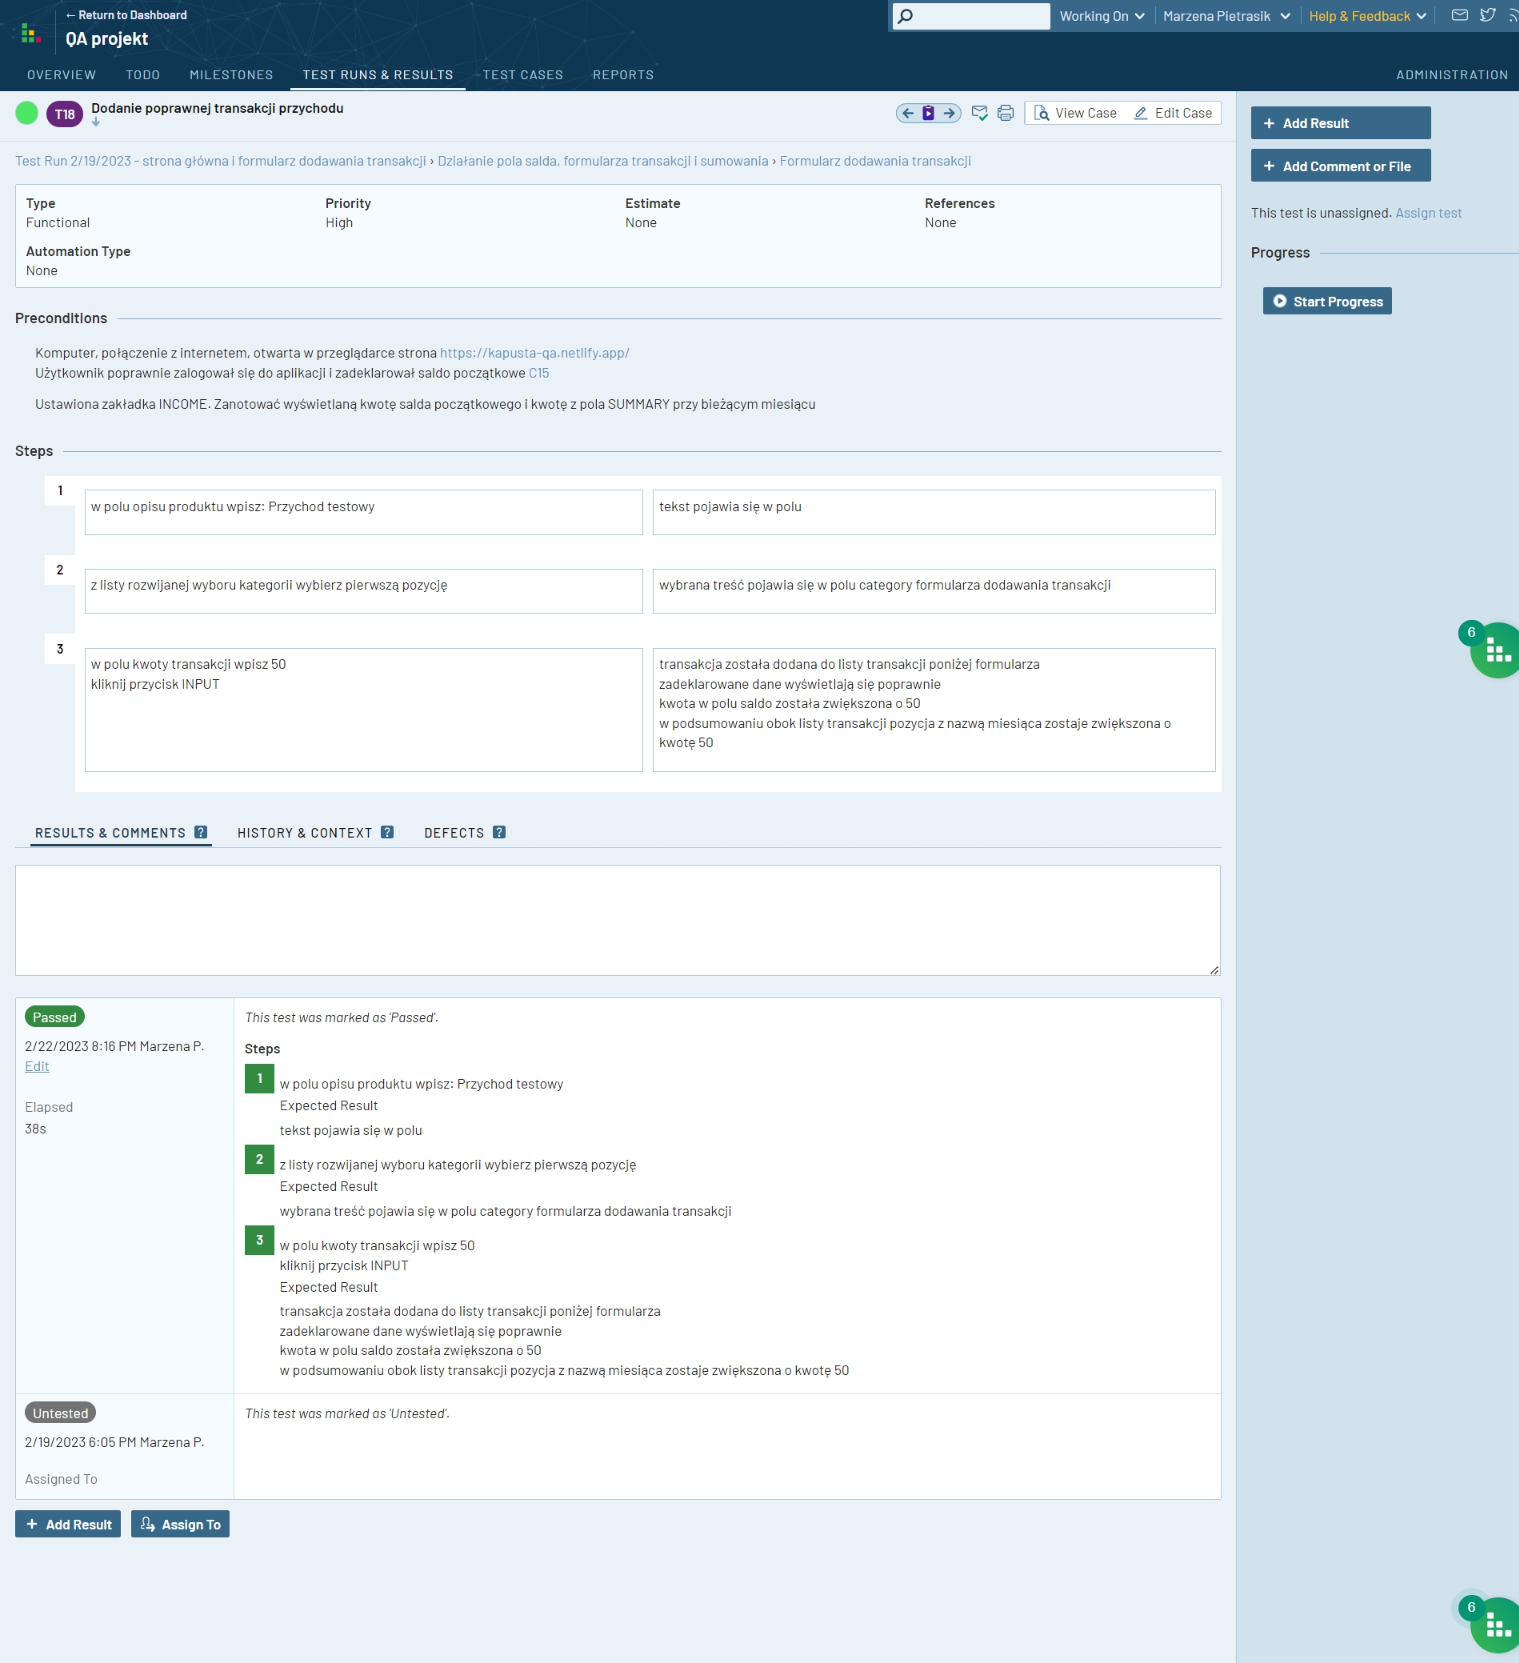 ← Return to Dashboard
QA projekt
Working On
Marzena Pietrasik
Help & Feedback
OVERVIEW
TODO
MILESTONES
TEST RUNS & RESULTS
TEST CASES
REPORTS
ADMINISTRATION
T18
Dodanie poprawnej transakcji przychodu
View Case
Edit Case
Test Run 2/19/2023 - strona główna i formularz dodawania transakcji › Działanie pola salda, formularza transakcji i sumowania › Formularz dodawania transakcji
Type
Functional
Priority
High
Estimate
None
References
None
Automation Type
None
Preconditions
Komputer, połączenie z internetem, otwarta w przeglądarce strona https://kapusta-qa.netlify.app/
Użytkownik poprawnie zalogował się do aplikacji i zadeklarował saldo początkowe C15
Ustawiona zakładka INCOME. Zanotować wyświetlaną kwotę salda początkowego i kwotę z pola SUMMARY przy bieżącym miesiącu
Steps
1
w polu opisu produktu wpisz: Przychod testowy
tekst pojawia się w polu
2
z listy rozwijanej wyboru kategorii wybierz pierwszą pozycję
wybrana treść pojawia się w polu category formularza dodawania transakcji
3
w polu kwoty transakcji wpisz 50
kliknij przycisk INPUT
transakcja została dodana do listy transakcji poniżej formularza
zadeklarowane dane wyświetlają się poprawnie
kwota w polu saldo została zwiększona o 50
w podsumowaniu obok listy transakcji pozycja z nazwą miesiąca zostaje zwiększona o
kwotę 50
RESULTS & COMMENTS ?
HISTORY & CONTEXT ?
DEFECTS ?
Passed
2/22/2023 8:16 PM Marzena P.
Edit
Elapsed
38s
This test was marked as 'Passed'.
Steps
1
w polu opisu produktu wpisz: Przychod testowy
Expected Result
tekst pojawia się w polu
2
z listy rozwijanej wyboru kategorii wybierz pierwszą pozycję
Expected Result
wybrana treść pojawia się w polu category formularza dodawania transakcji
3
w polu kwoty transakcji wpisz 50
kliknij przycisk INPUT
Expected Result
transakcja została dodana do listy transakcji poniżej formularza
zadeklarowane dane wyświetlają się poprawnie
kwota w polu saldo została zwiększona o 50
w podsumowaniu obok listy transakcji pozycja z nazwą miesiąca zostaje zwiększona o kwotę 50
Untested
2/19/2023 6:05 PM Marzena P.
Assigned To
This test was marked as 'Untested'.
+ Add Result
Assign To
+ Add Result
+ Add Comment or File
This test is unassigned. Assign test
Progress
Start Progress
6
6